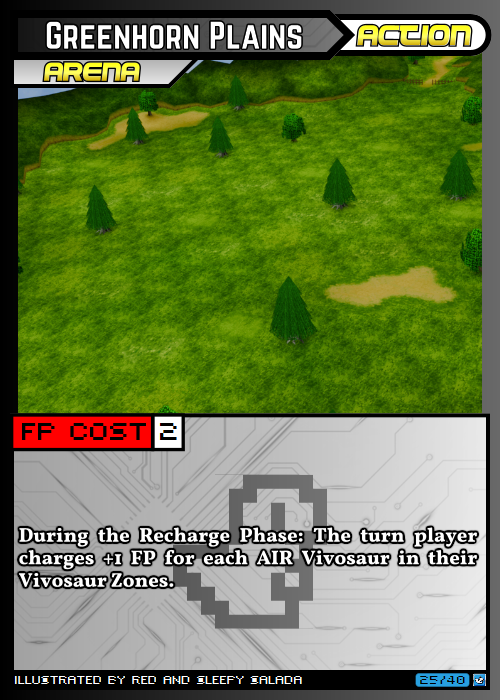 Greenhorn Plains
ACTION
ARENA
FP COST 2
During the Recharge Phase: The turn player
charges +1 FP for each AIR Vivosaur in their
Vivosaur Zones.
ILLUSTRATED BY RED AND SLEEPY SALADA
25/40